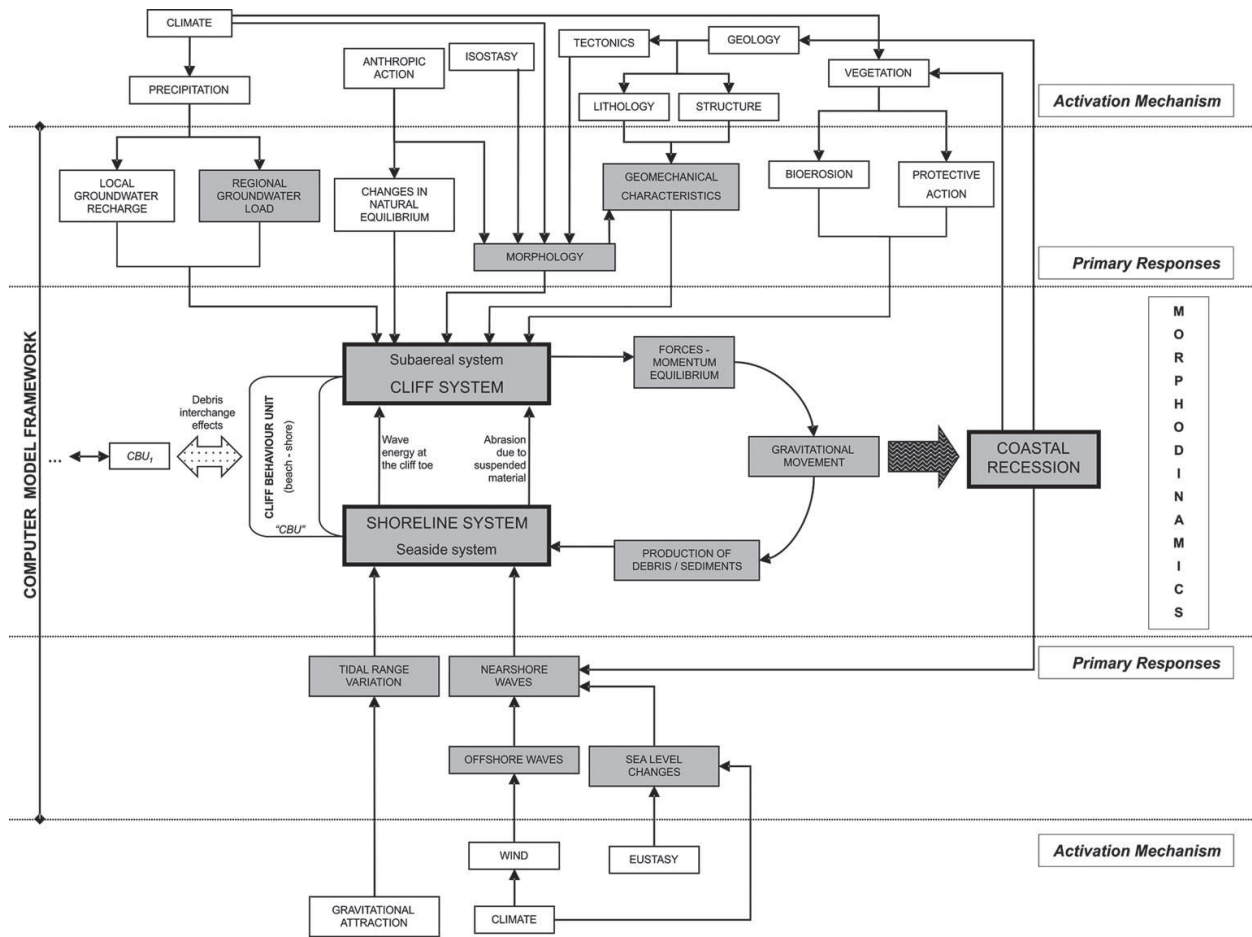 CLIMATE
PRECIPITATION
ANTHROPIC
ACTION
ISOSTASY
TECTONICS
GEOLOGY
LITHOLOGY
STRUCTURE
VEGETATION
Activation Mechanism
LOCAL
GROUNDWATER
RECHARGE
REGIONAL
GROUNDWATER
LOAD
CHANGES IN
NATURAL
EQUILIBRIUM
MORPHOLOGY
GEOMECHANICAL
CHARACTERISTICS
BIOEROSION
PROTECTIVE
ACTION
Primary Responses
COMPUTER MODEL FRAMEWORK
...
CBU1
Debris
interchange
effects
CLIFF BEHAVIOUR UNIT
(beach - shore)
"CBU"
Subaereal system
CLIFF SYSTEM
Wave
energy at
the cliff toe
Abrasion
due to
suspended
material
SHORELINE SYSTEM
Seaside system
FORCES -
MOMENTUM
EQUILIBRIUM
GRAVITATIONAL
MOVEMENT
PRODUCTION OF
DEBRIS / SEDIMENTS
COASTAL
RECESSION
M
O
R
P
H
O
D
I
N
A
M
I
C
S
TIDAL RANGE
VARIATION
NEARSHORE
WAVES
Primary Responses
OFFSHORE WAVES
SEA LEVEL
CHANGES
WIND
EUSTASY
Activation Mechanism
GRAVITATIONAL
ATTRACTION
CLIMATE